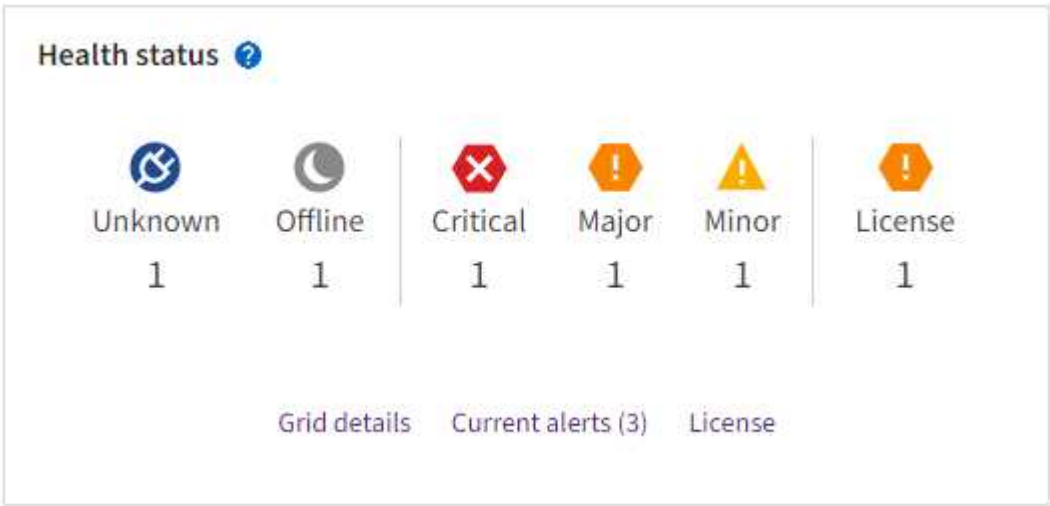 Health status ?
Unknown Offline Critical Major Minor License
1 1 1 1 1 1
Grid details Current alerts (3) License